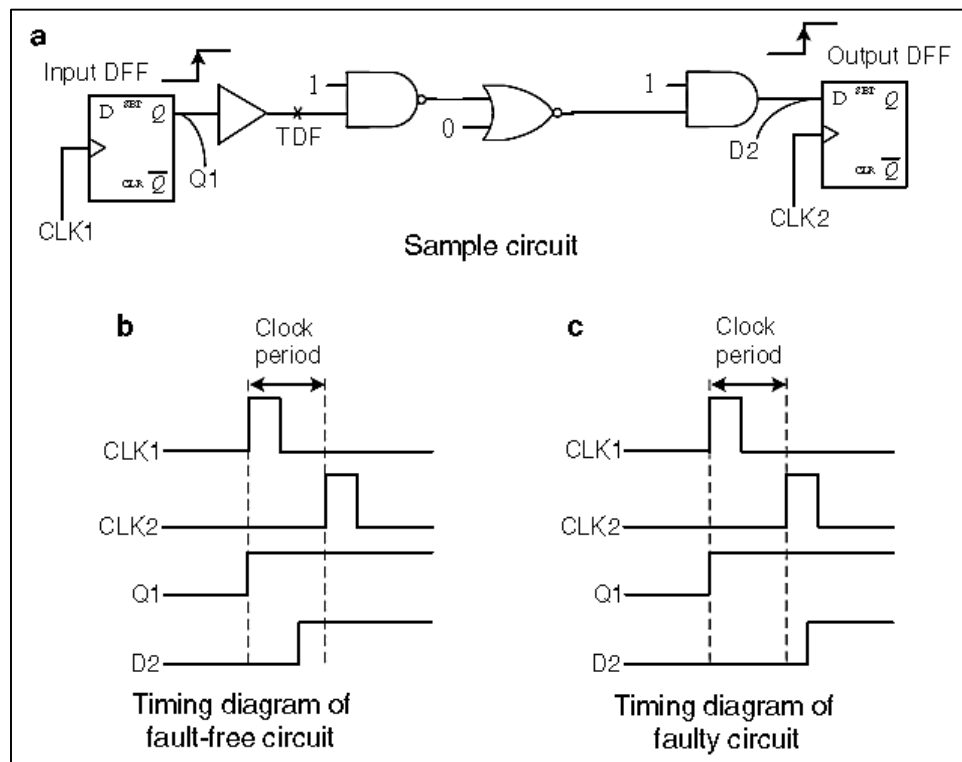 a
Input DFF
Output DFF
D SET Q
1
TDF
0
1
D SET Q
Q1
D2
CLR Q̅
CLR Q̅
CLK1
CLK2
Sample circuit
b
Clock
period
CLK1
CLK2
Q1
D2
Timing diagram of
fault-free circuit
c
Clock
period
CLK1
CLK2
Q1
D2
Timing diagram of
faulty circuit